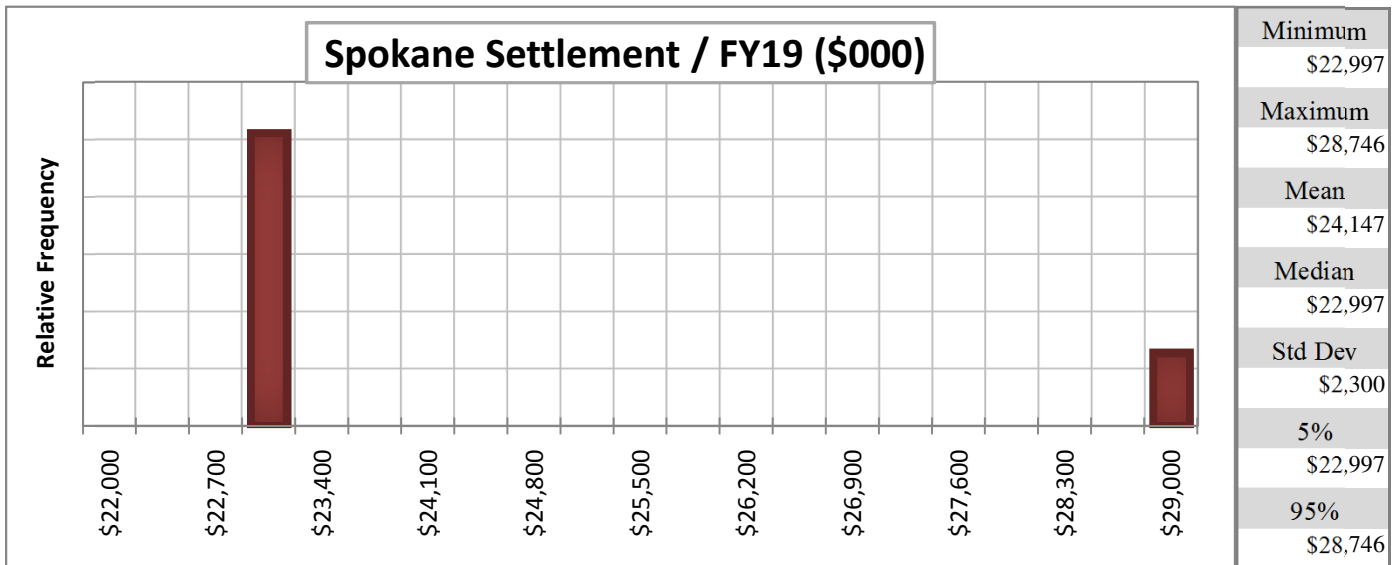 Spokane Settlement / FY19 ($000)
Relative Frequency
$22,000
$22,700
$23,400
$24,100
$24,800
$25,500
$26,200
$26,900
$27,600
$28,300
$29,000
Minimum
$22,997
Maximum
$28,746
Mean
$24,147
Median
$22,997
Std Dev
$2,300
5%
$22,997
95%
$28,746